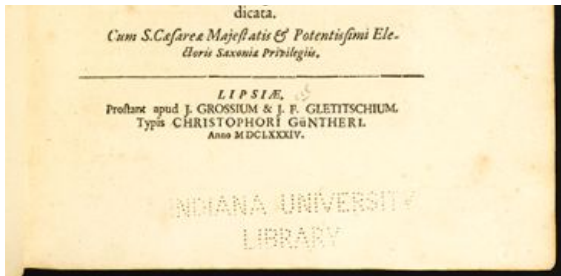 dicata.
Cum S.Cæsareæ Majeſtatis & Potentiſſimi Ele-
ctoris Saxoniæ Privilegiis.
LIPSIÆ,
Proſtant apud J. GROSSIUM & J. F. GLETITSCHIUM.
Typis CHRISTOPHORI GüNTHERI.
Anno MDCLXXXIV.
INDIANA UNIVERSITY
LIBRARY